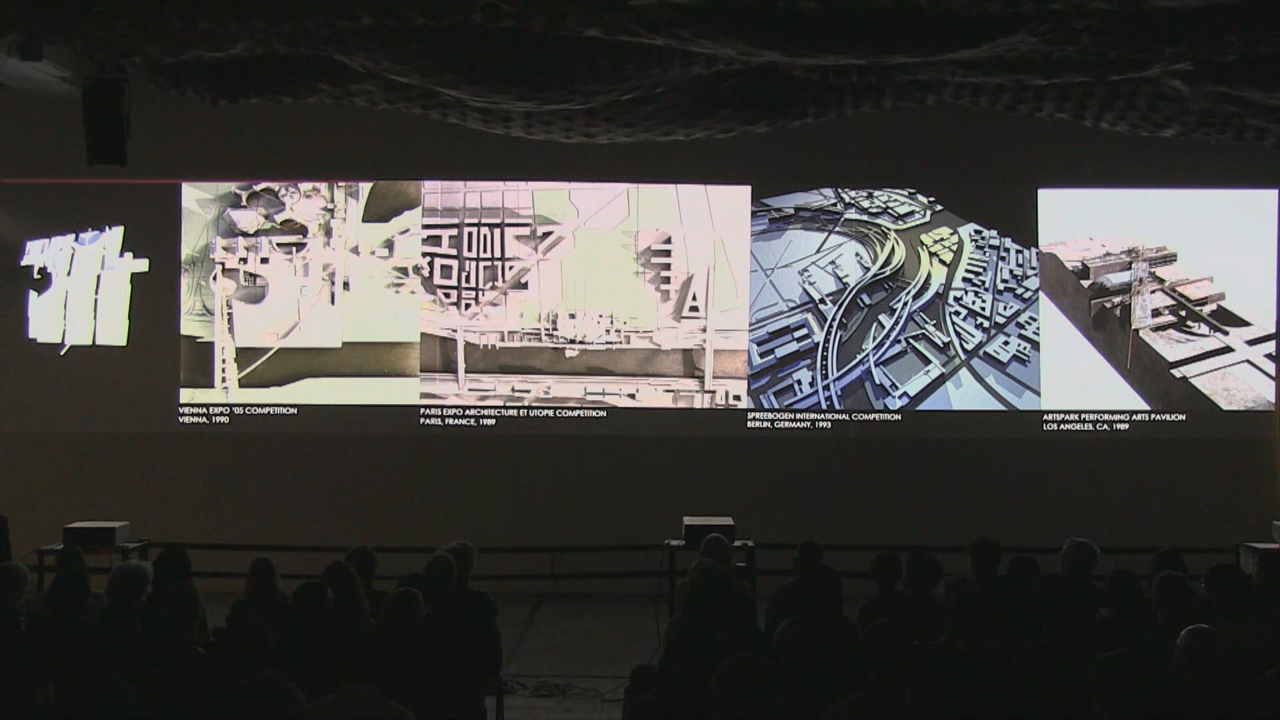 VIENNA EXPO '05 COMPETITION
VIENNA, 1990
PARIS EXPO ARCHITECTURE ET UTOPIE COMPETITION
PARIS, FRANCE, 1989
SPREEBOGEN INTERNATIONAL COMPETITION
BERLIN, GERMANY, 1993
ARTSPARK PERFORMING ARTS PAVILION
LOS ANGELES, CA, 1989